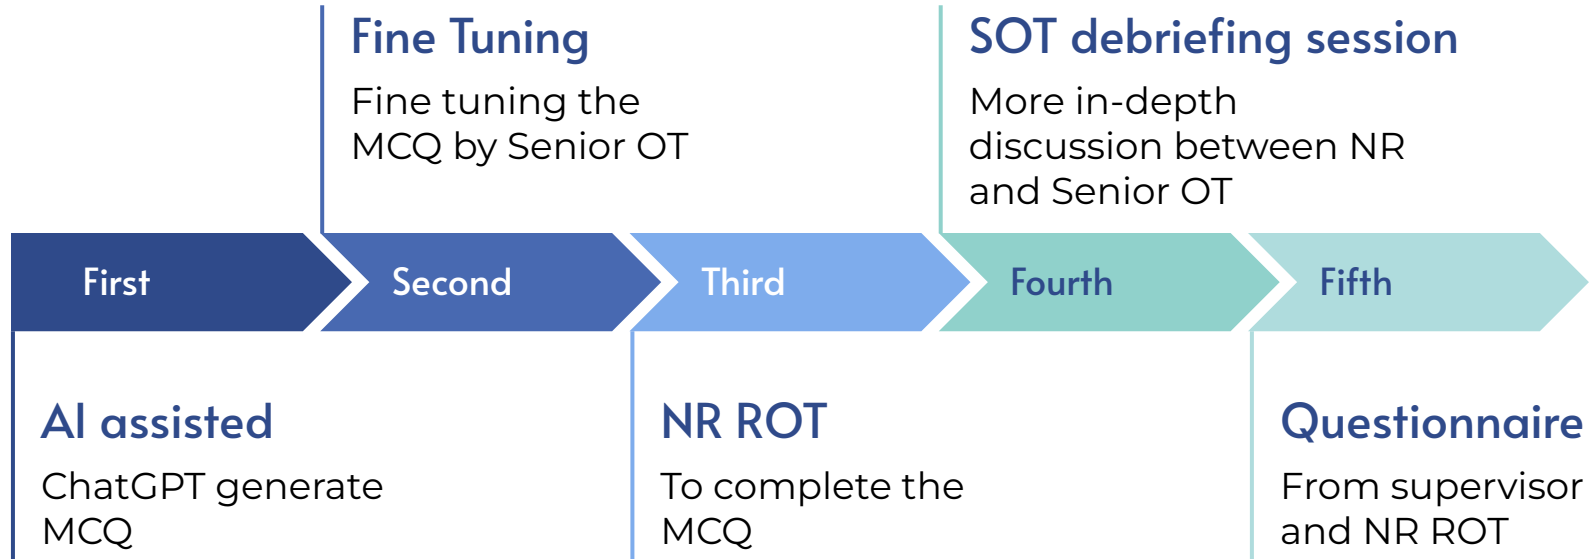 Fine Tuning
Fine tuning the
MCQ by Senior OT
SOT debriefing session
More in-depth
discussion between NR
and Senior OT
First
Second
Third
Fourth
Fifth
AI assisted
ChatGPT generate
MCQ
NR ROT
To complete the
MCQ
Questionnaire
From supervisor
and NR ROT